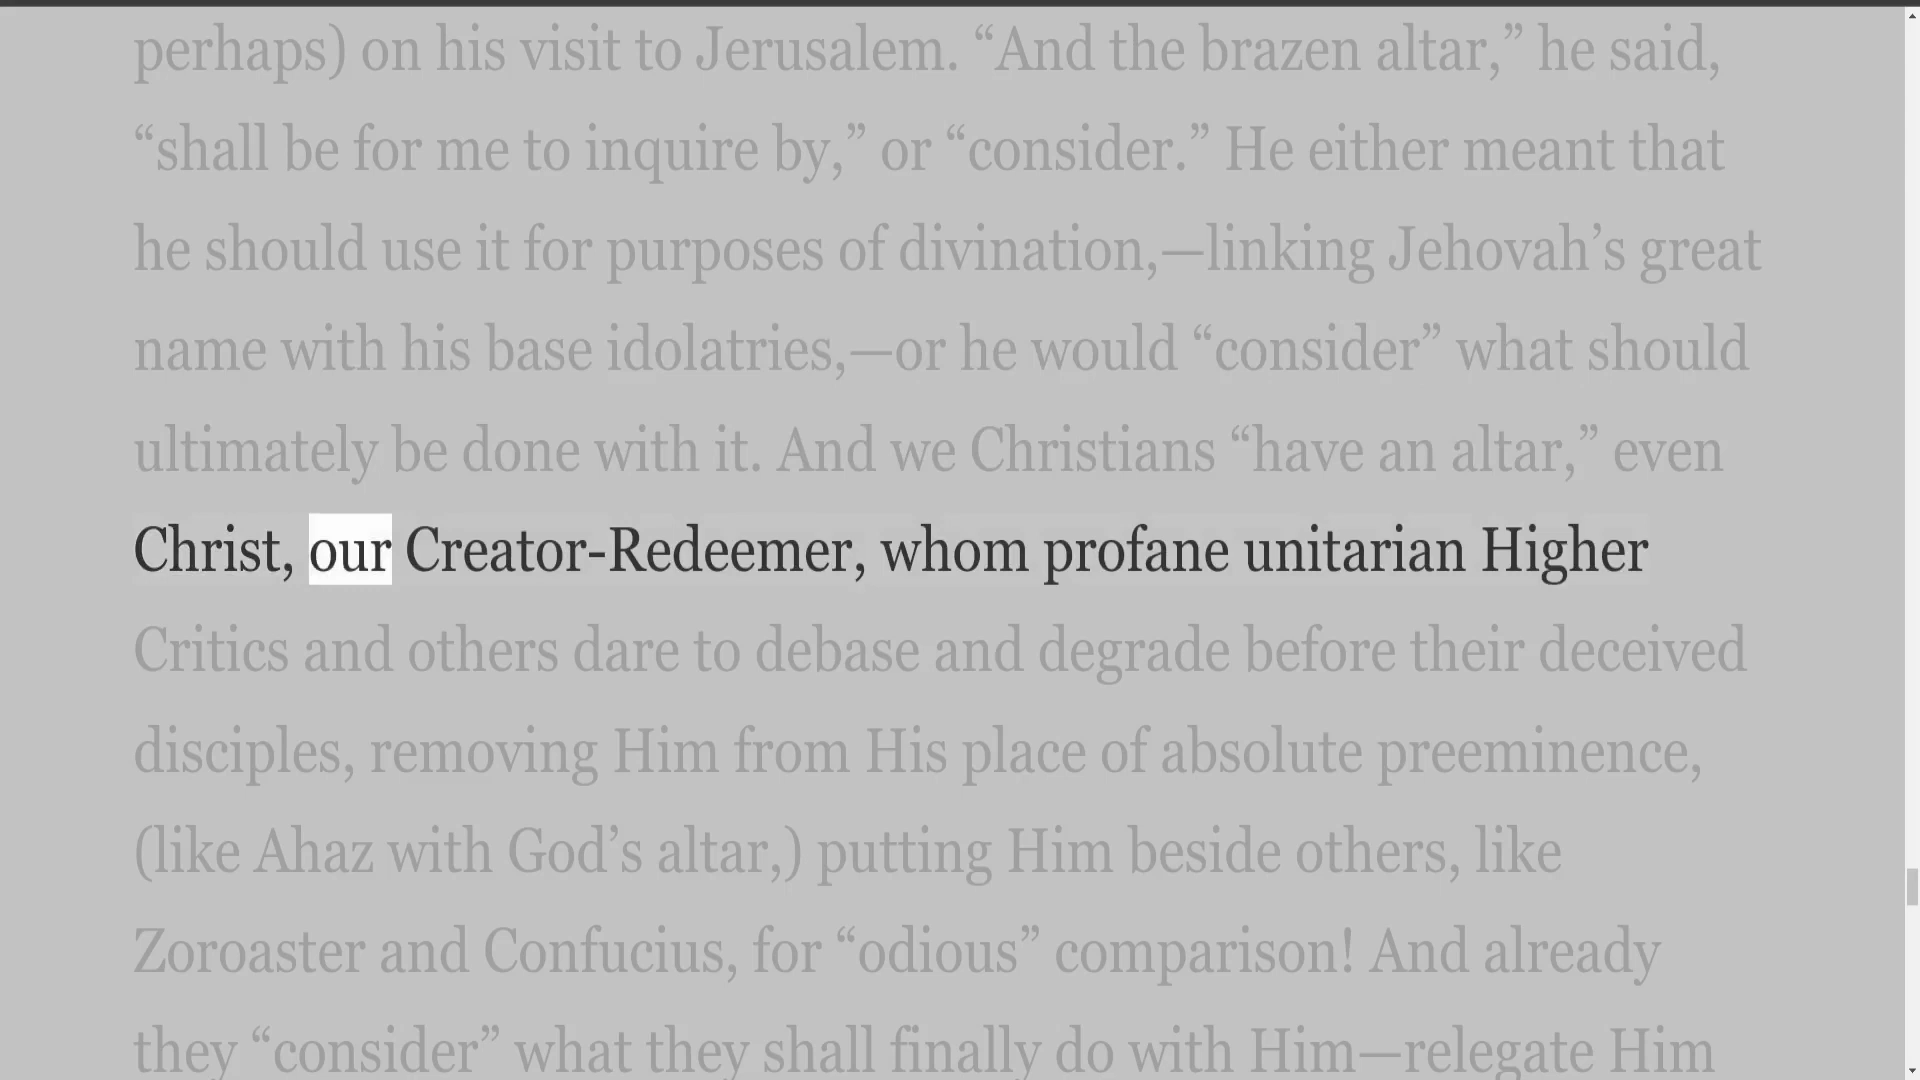 perhaps) on his visit to Jerusalem. “And the brazen altar,” he said,
“shall be for me to inquire by,” or “consider.” He either meant that
he should use it for purposes of divination,—linking Jehovah’s great
name with his base idolatries,—or he would “consider” what should
ultimately be done with it. And we Christians “have an altar,” even
Christ, our Creator-Redeemer, whom profane unitarian Higher
Critics and others dare to debase and degrade before their deceived
disciples, removing Him from His place of absolute preeminence,
(like Ahaz with God’s altar,) putting Him beside others, like
Zoroaster and Confucius, for “odious” comparison! And already
they “consider” what they shall finally do with Him—relegate Him